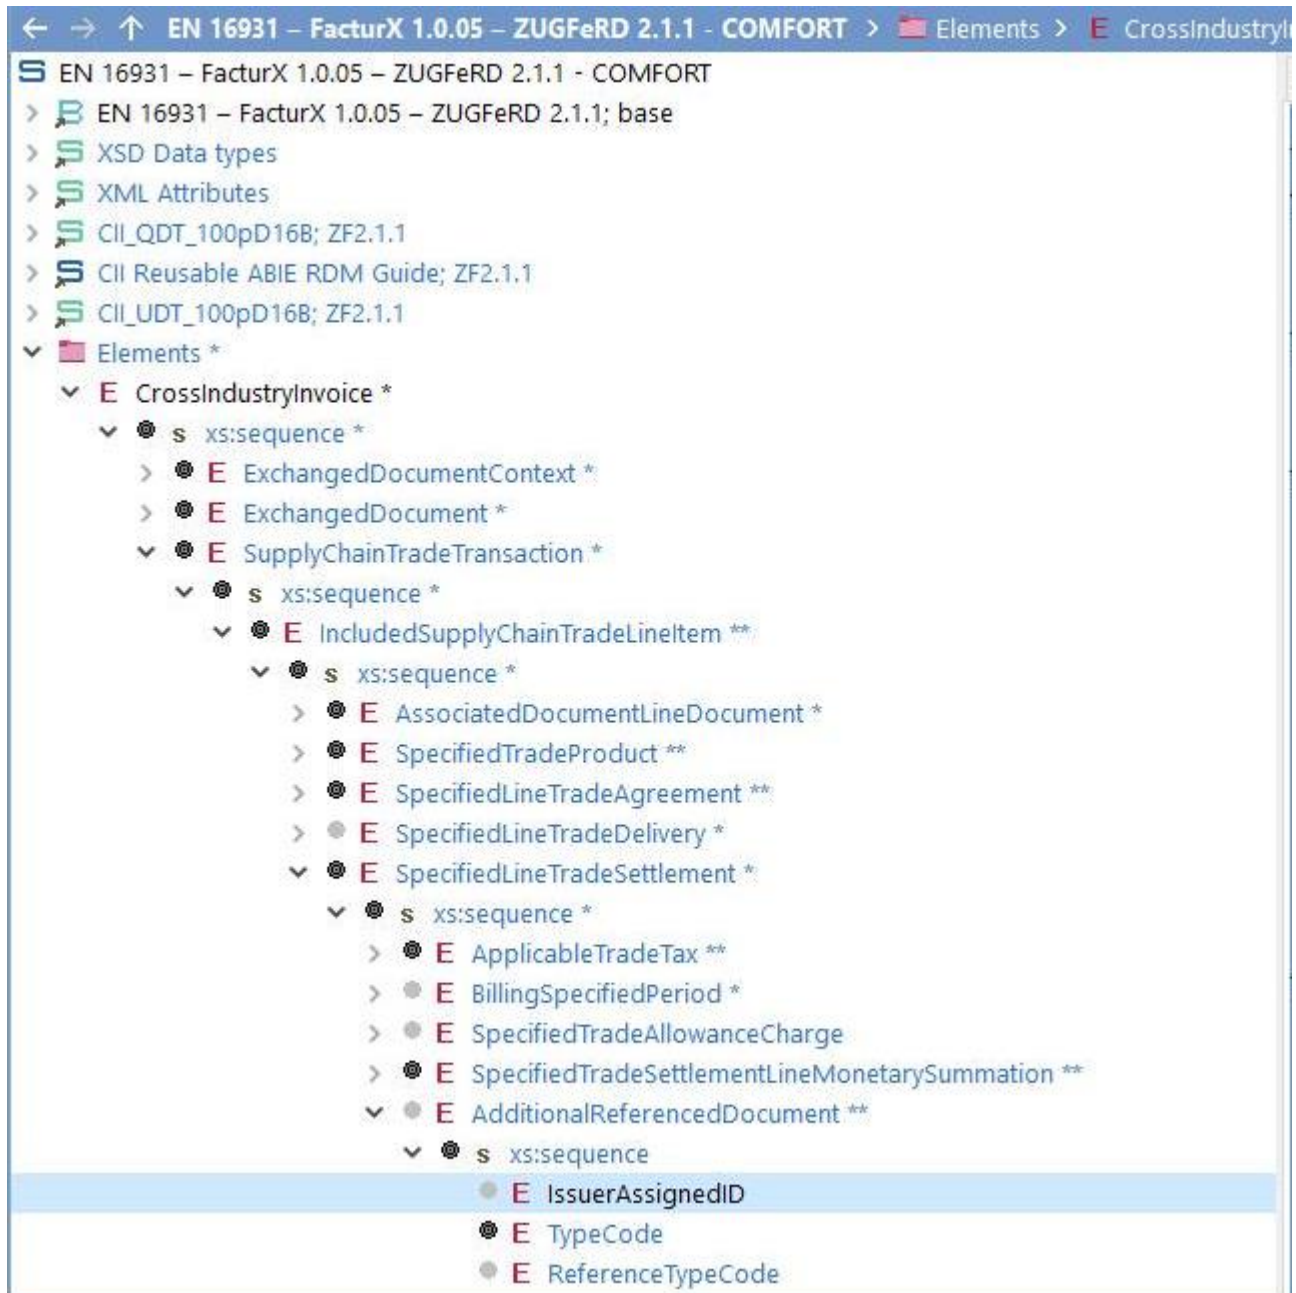 EN 16931 – FacturX 1.0.05 – ZUGFeRD 2.1.1 - COMFORT > Elements > E CrossIndustryI
S EN 16931 – FacturX 1.0.05 – ZUGFeRD 2.1.1 - COMFORT
B EN 16931 – FacturX 1.0.05 – ZUGFeRD 2.1.1; base
S XSD Data types
S XML Attributes
S CII_QDT_100pD16B; ZF2.1.1
S CII Reusable ABIE RDM Guide; ZF2.1.1
S CII_UDT_100pD16B; ZF2.1.1
Elements *
E CrossIndustryInvoice *
s xs:sequence *
E ExchangedDocumentContext *
E ExchangedDocument *
E SupplyChainTradeTransaction *
s xs:sequence *
E IncludedSupplyChainTradeLineItem **
s xs:sequence *
E AssociatedDocumentLineDocument *
E SpecifiedTradeProduct **
E SpecifiedLineTradeAgreement **
E SpecifiedLineTradeDelivery *
E SpecifiedLineTradeSettlement *
s xs:sequence *
E ApplicableTradeTax **
E BillingSpecifiedPeriod *
E SpecifiedTradeAllowanceCharge
E SpecifiedTradeSettlementLineMonetarySummation **
E AdditionalReferencedDocument **
s xs:sequence
E IssuerAssignedID
E TypeCode
E ReferenceTypeCode